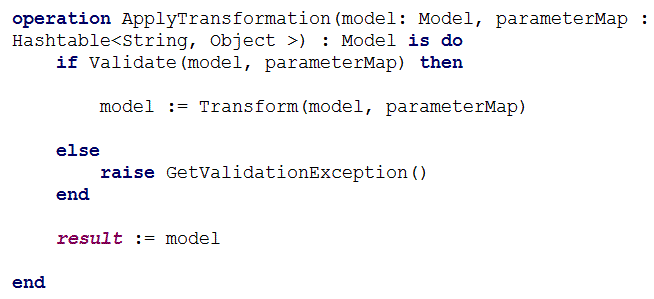 operation ApplyTransformation(model: Model, parameterMap :
Hashtable<String, Object >) : Model is do
if Validate(model, parameterMap) then
model := Transform(model, parameterMap)
else
raise GetValidationException()
end
result := model
end